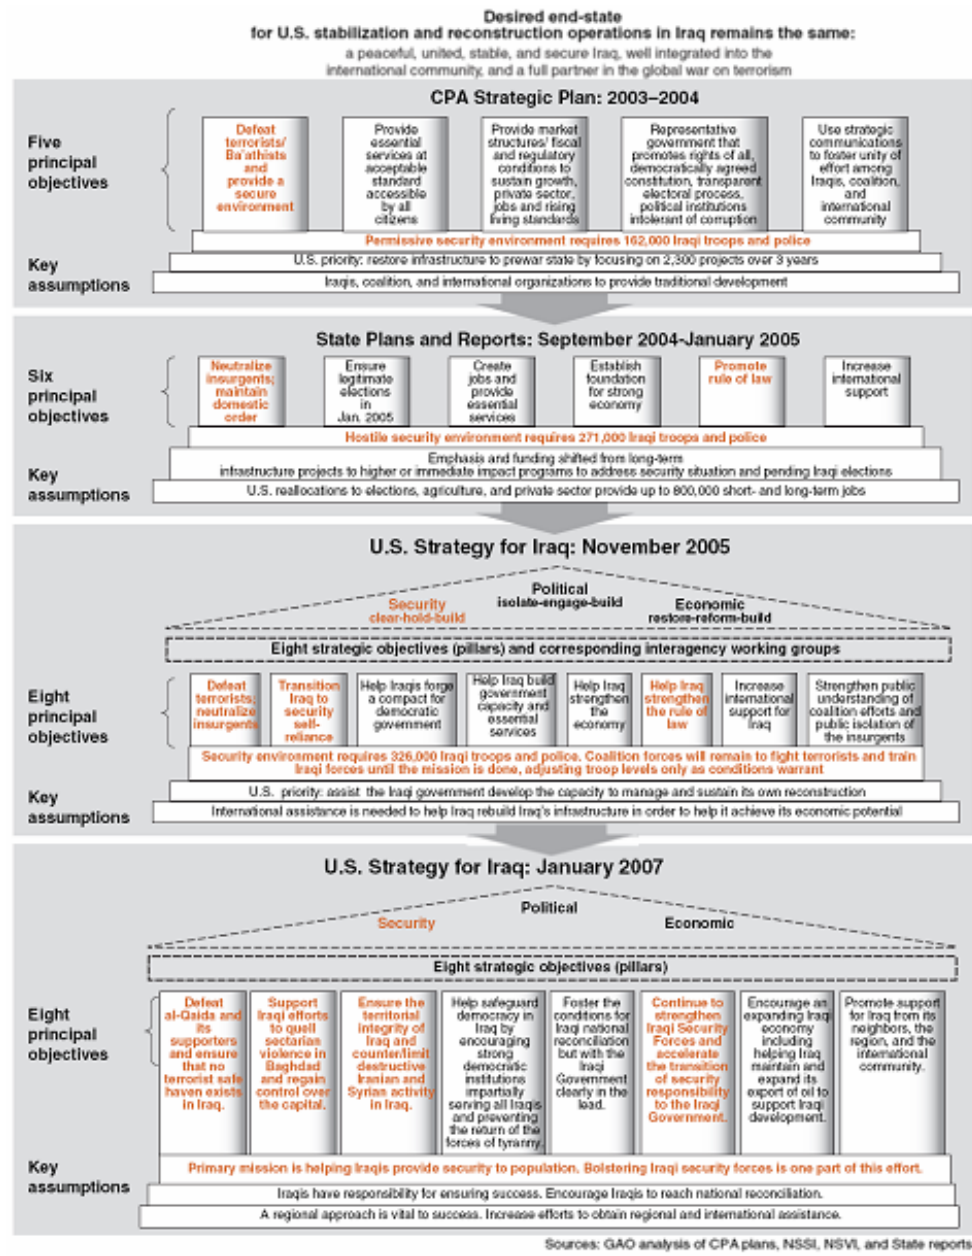 Desired end-state
for U.S. stabilization and reconstruction operations in Iraq remains the same:
a peaceful, united, stable, and secure Iraq, well integrated into the
international community, and a full partner in the global war on terrorism
CPA Strategic Plan: 2003–2004
Five
principal
objectives
Defeat
terrorists/
Ba'athists
and
provide a
secure
environment
Provide
essential
services at
acceptable
standard
accessible
by all
citizens
Provide market
structures/ fiscal
and regulatory
conditions to
sustain growth,
private sector,
jobs and rising
living standards
Representative
government that
promotes rights of all,
democratically agreed
constitution, transparent
electoral process,
political institutions
intolerant of corruption
Use strategic
communications
to foster unity of
effort among
Iraqis, coalition,
and
international
community
Key
assumptions
Permissive security environment requires 162,000 Iraqi troops and police
U.S. priority: restore infrastructure to prewar state by focusing on 2,300 projects over 3 years
Iraqis, coalition, and international organizations to provide traditional development
State Plans and Reports: September 2004-January 2005
Six
principal
objectives
Neutralize
insurgents;
maintain
domestic
order
Ensure
legitimate
elections
in
Jan. 2005
Create
jobs and
provide
essential
services
Establish
foundation
for strong
economy
Promote
rule of law
Increase
international
support
Key
assumptions
Hostile security environment requires 271,000 Iraqi troops and police
Emphasis and funding shifted from long-term
infrastructure projects to higher or immediate impact programs to address security situation and pending Iraqi elections
U.S. reallocations to elections, agriculture, and private sector provide up to 800,000 short- and long-term jobs
U.S. Strategy for Iraq: November 2005
Security
clear-hold-build
Political
isolate-engage-build
Economic
restore-reform-build
Eight strategic objectives (pillars) and corresponding interagency working groups
Eight
principal
objectives
Defeat
terrorists;
neutralize
insurgents
Transition
Iraq to
security
self-
reliance
Help Iraqis forge
a compact for
democratic
government
Help Iraq build
government
capacity and
essential
services
Help Iraq
strengthen
the
economy
Help Iraq
strengthen
the rule of
law
Increase
international
support for
Iraq
Strengthen public
understanding of
coalition efforts and
public isolation of
the insurgents
Key
assumptions
Security environment requires 326,000 Iraqi troops and police. Coalition forces will remain to fight terrorists and train
Iraqi forces until the mission is done, adjusting troop levels only as conditions warrant
U.S. priority: assist the Iraqi government develop the capacity to manage and sustain its own reconstruction
International assistance is needed to help Iraq rebuild Iraq's infrastructure in order to help it achieve its economic potential
U.S. Strategy for Iraq: January 2007
Security
Political
Economic
Eight strategic objectives (pillars)
Eight
principal
objectives
Defeat
al-Qaida and
its
supporters
and ensure
that no
terrorist safe
haven exists
in Iraq.
Support
Iraqi efforts
to quell
sectarian
violence in
Baghdad
and regain
control over
the capital.
Ensure the
territorial
integrity of
Iraq and
counter/limit
destructive
Iranian and
Syrian activity
in Iraq.
Help safeguard
democracy in
Iraq by
encouraging
strong
democratic
institutions
impartially
serving all Iraqis
and preventing
the return of the
forces of tyranny.
Foster the
conditions for
Iraqi national
reconciliation
but with the
Iraqi
Government
clearly in the
lead.
Continue to
strengthen
Iraqi Security
Forces and
accelerate
the transition
of security
responsibility
to the Iraqi
Government.
Encourage an
expanding Iraqi
economy
including
helping Iraq
maintain and
expand its
export of oil to
support Iraqi
development.
Promote support
for Iraq from its
neighbors, the
region, and the
international
community.
Key
assumptions
Primary mission is helping Iraqis provide security to population. Bolstering Iraqi security forces is one part of this effort.
Iraqis have responsibility for ensuring success. Encourage Iraqis to reach national reconciliation.
A regional approach is vital to success. Increase efforts to obtain regional and international assistance.
Sources: GAO analysis of CPA plans, NSSI, NSVI, and State reports